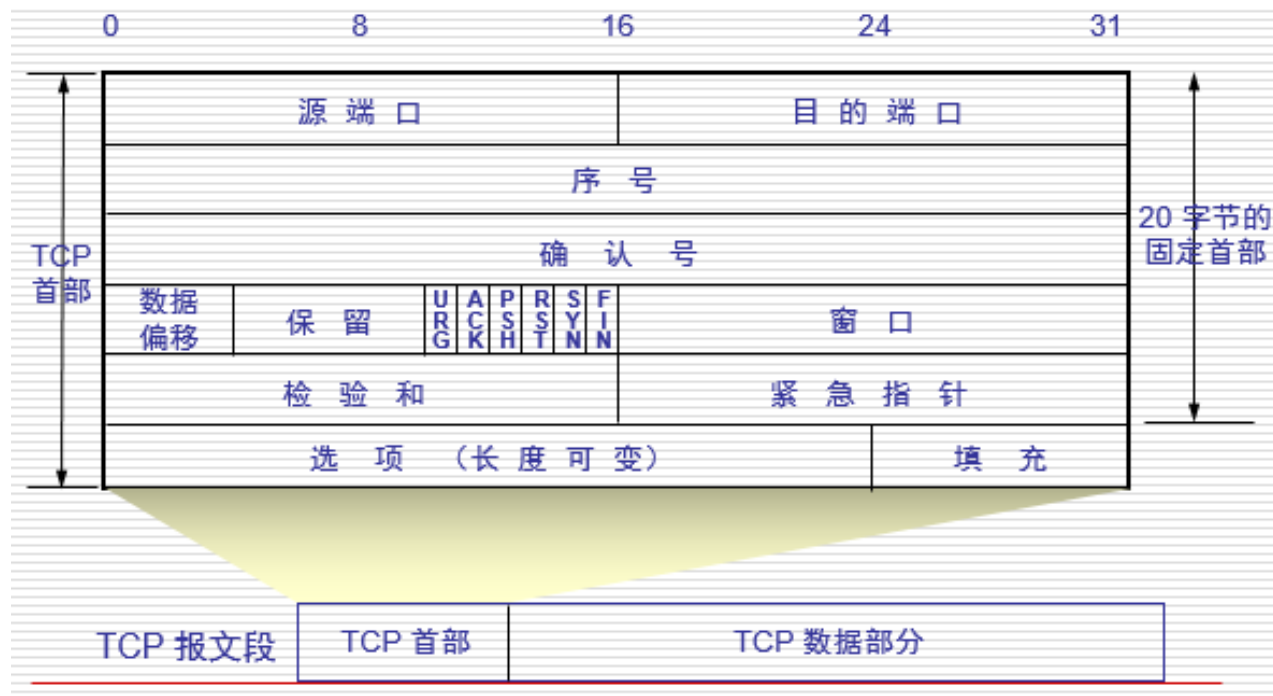 0 8 16 24 31
源端口 目的端口
序号
确认号
TCP
首部
20 字节的
固定首部
数据
偏移
保留
URG
ACK
PSH
RST
SYN
FIN
窗口
检验和 紧急指针
选项（长度可变） 填充
TCP 报文段 TCP 首部 TCP 数据部分